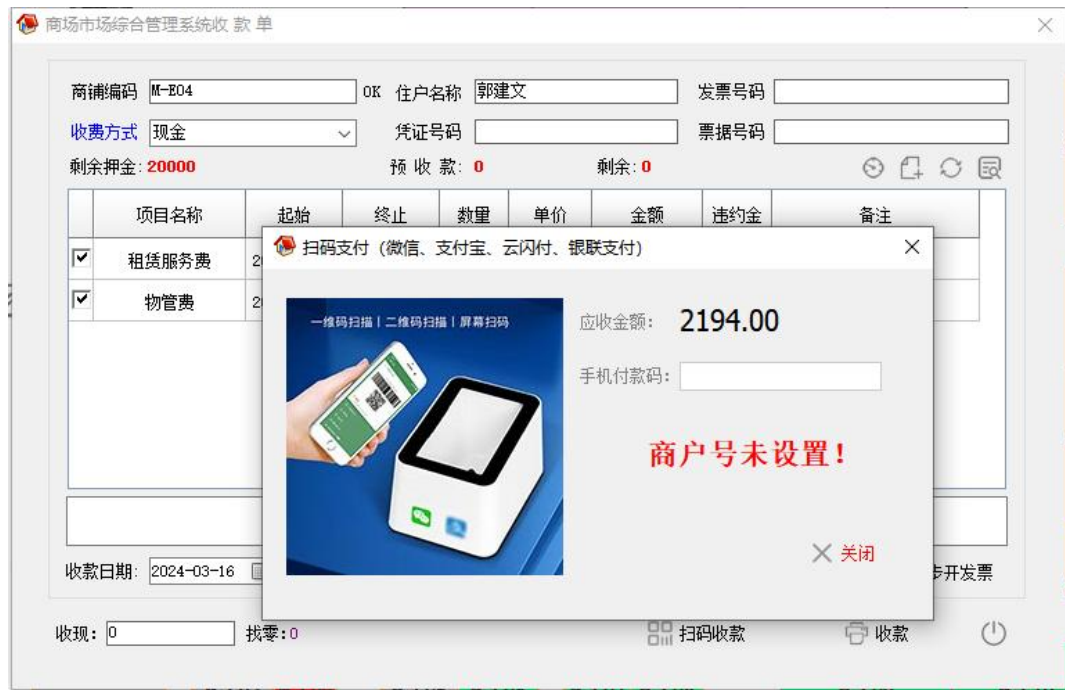 商场市场综合管理系统收 款 单
商铺编码 M-E04 OK 住户名称 郭建文 发票号码
收费方式 现金 凭证号码 票据号码
剩余押金:20000 预 收 款: 0 剩余:0
项目名称 起始 终止 数量 单价 金额 违约金 备注
扫码支付（微信、支付宝、云闪付、银联支付）
租赁服务费 2
物管费 2
一维码扫描 | 二维码扫描 | 屏幕扫码
应收金额: 2194.00
手机付款码:
商户号未设置!
关闭
收款日期: 2024-03-16 开发票
收现: 0 找零:0 扫码收款 收款